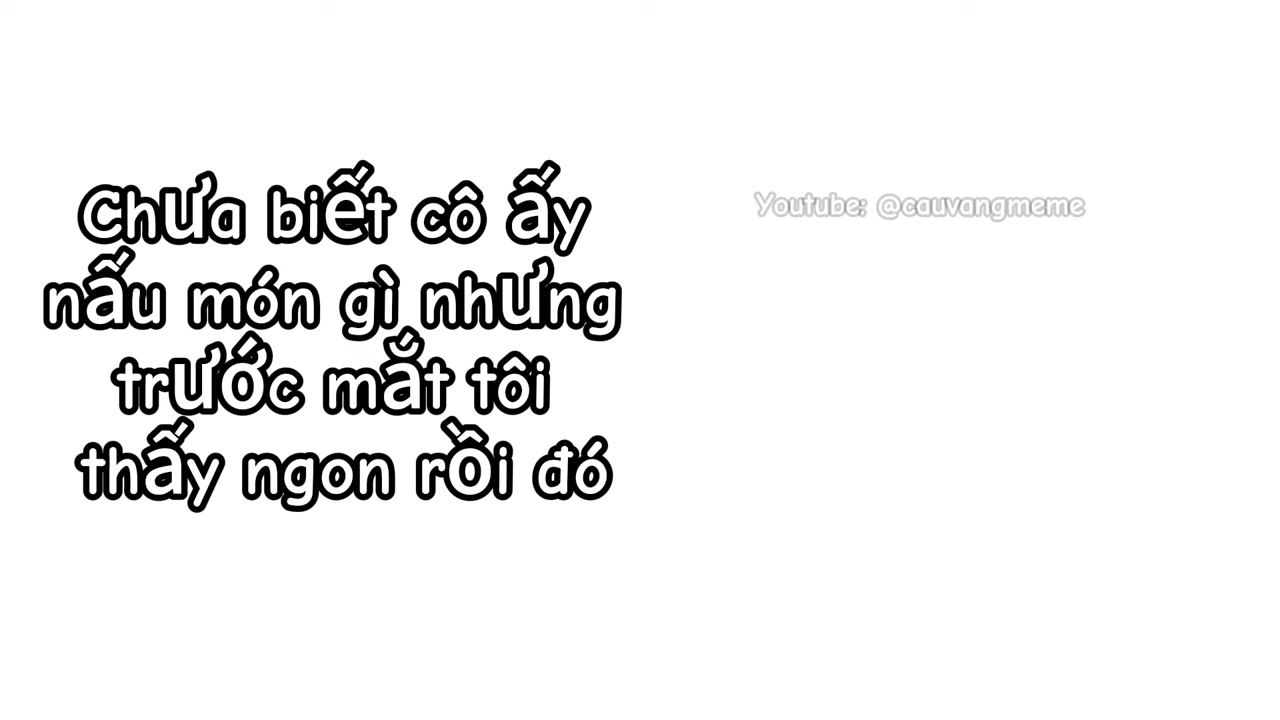 Chưa biết cô ấy
nấu món gì nhưng
trước mắt tôi
thấy ngon rồi đó
Youtube: @cauvangmeme